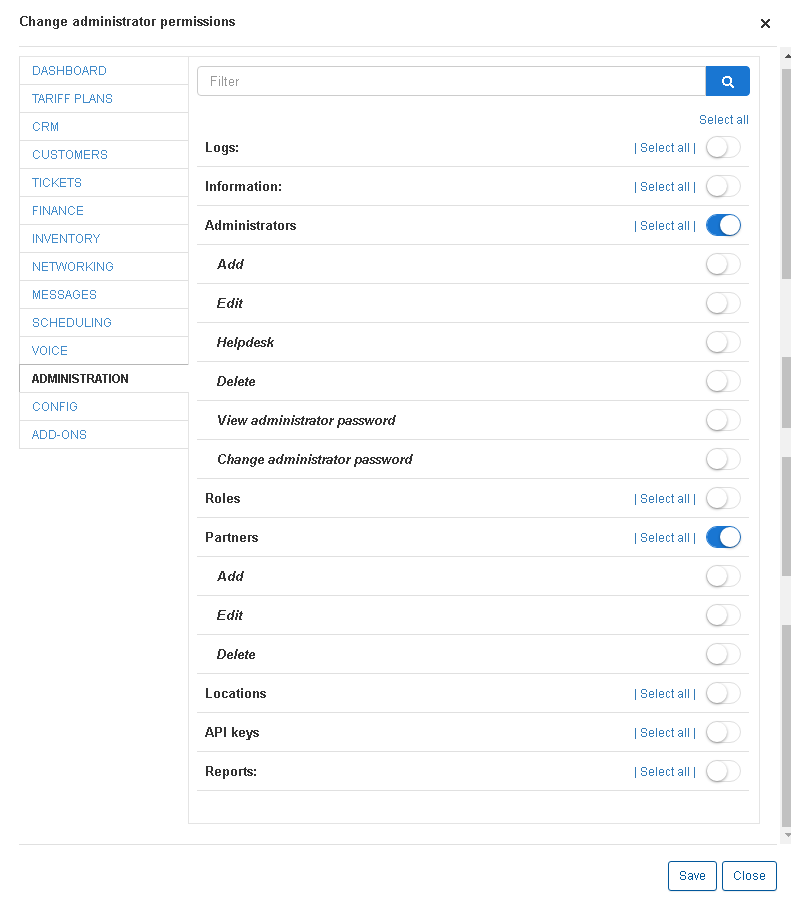 Change administrator permissions
DASHBOARD
TARIFF PLANS
CRM
CUSTOMERS
TICKETS
FINANCE
INVENTORY
NETWORKING
MESSAGES
SCHEDULING
VOICE
ADMINISTRATION
CONFIG
ADD-ONS
Filter
Select all
Logs: | Select all |
Information: | Select all |
Administrators | Select all |
Add
Edit
Helpdesk
Delete
View administrator password
Change administrator password
Roles | Select all |
Partners | Select all |
Add
Edit
Delete
Locations | Select all |
API keys | Select all |
Reports: | Select all |
Save Close